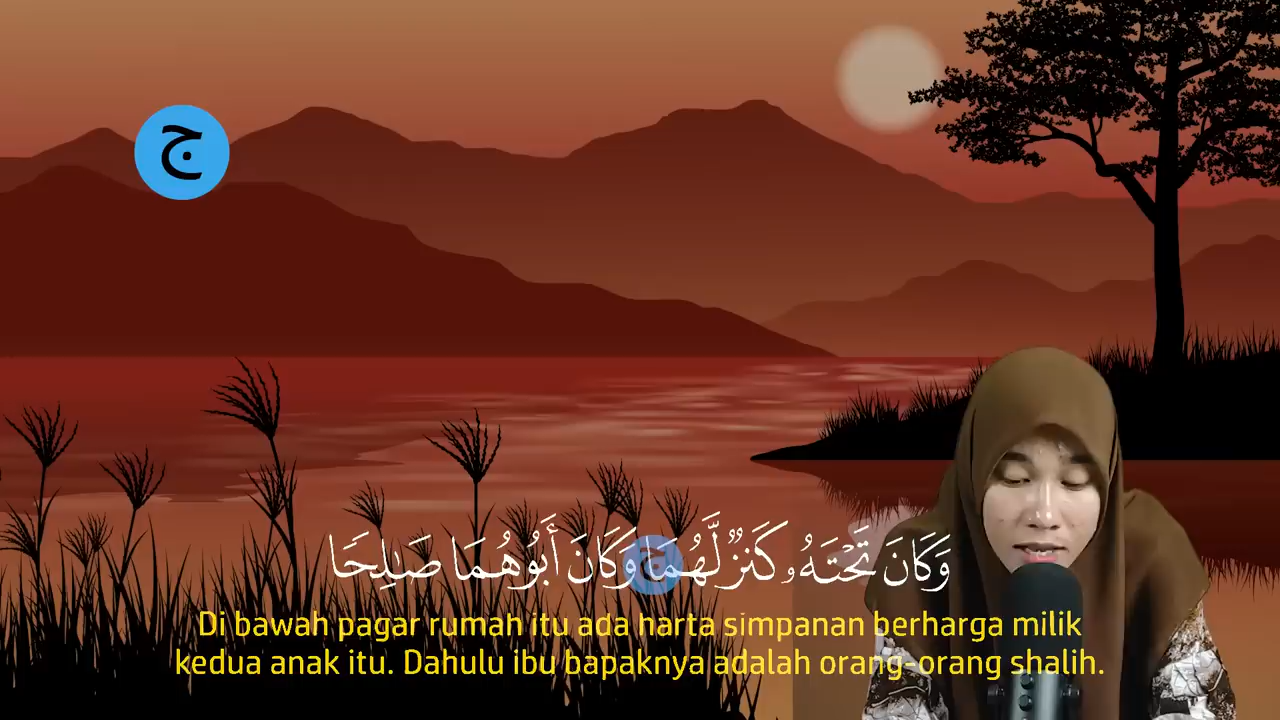 ج
وَكَانَ تَحْتَهُۥ كَنزٌ لَّهُمَا وَكَانَ أَبُوهُمَا صَـٰلِحًا
Di bawah pagar rumah itu ada harta simpanan berharga milik
kedua anak itu. Dahulu ibu bapaknya adalah orang-orang shalih.